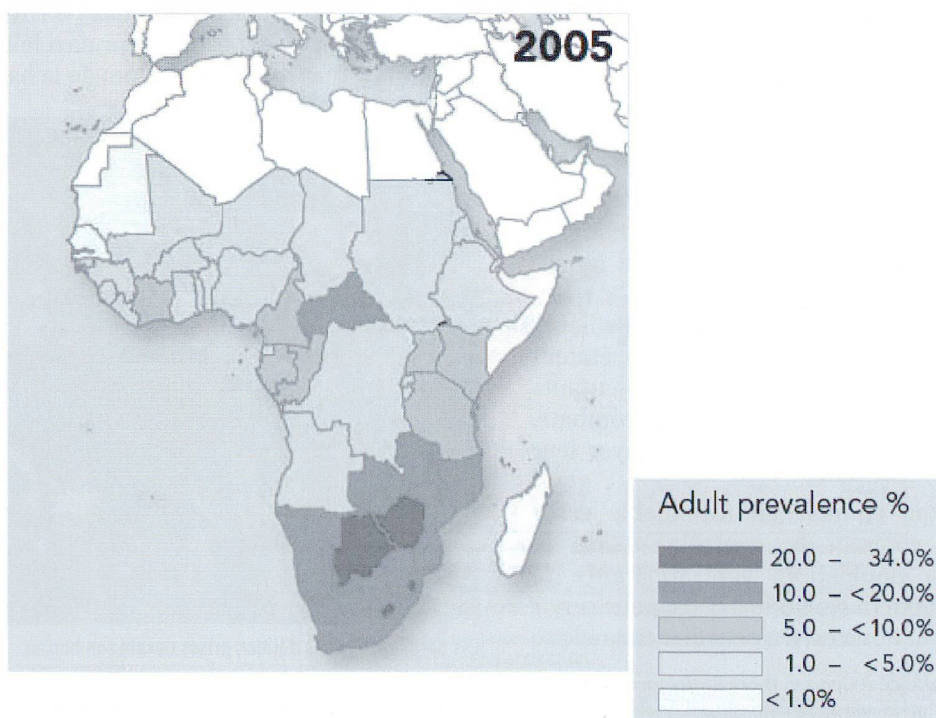 2005
Adult prevalence %
20.0 – 34.0%
10.0 – <20.0%
5.0 – <10.0%
1.0 – <5.0%
<1.0%